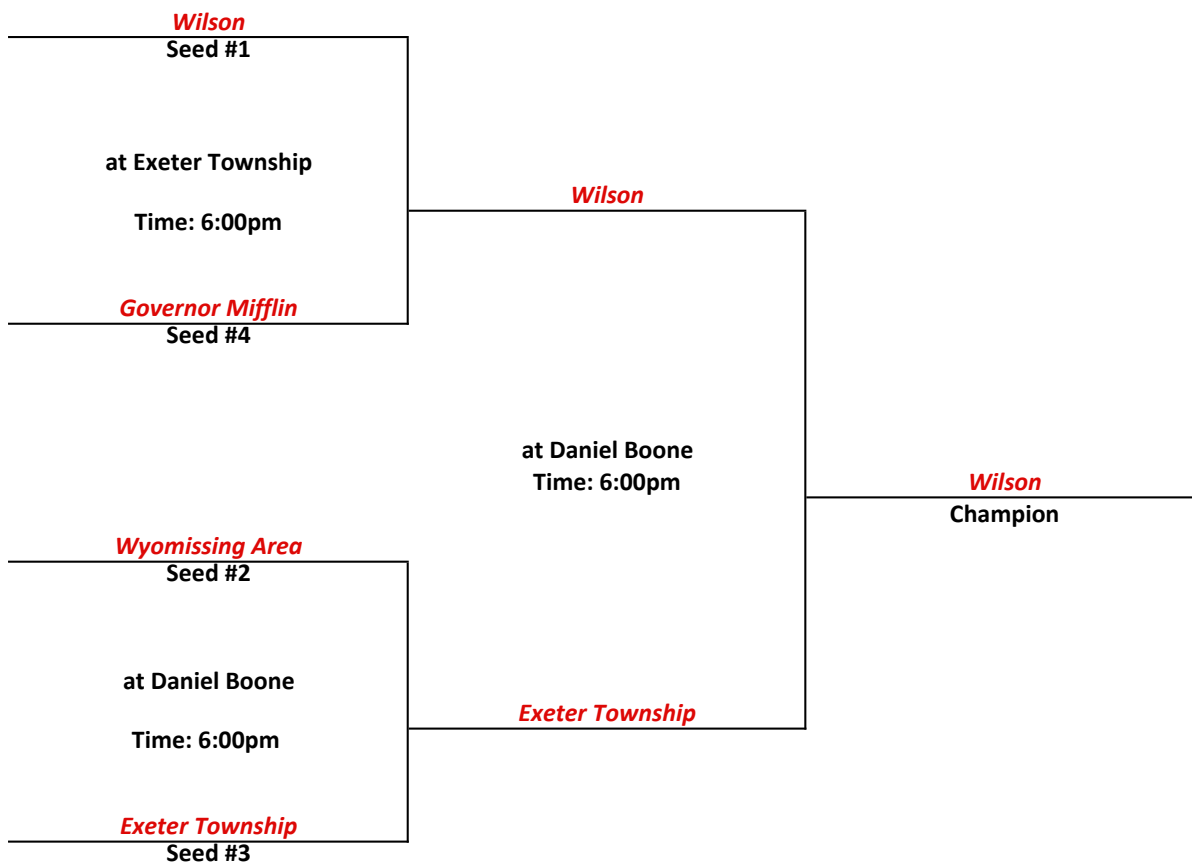 Wilson
Seed #1
at Exeter Township
Time: 6:00pm
Governor Mifflin
Seed #4
Wilson
at Daniel Boone
Time: 6:00pm
Wilson
Champion
Wyomissing Area
Seed #2
at Daniel Boone
Time: 6:00pm
Exeter Township
Seed #3
Exeter Township